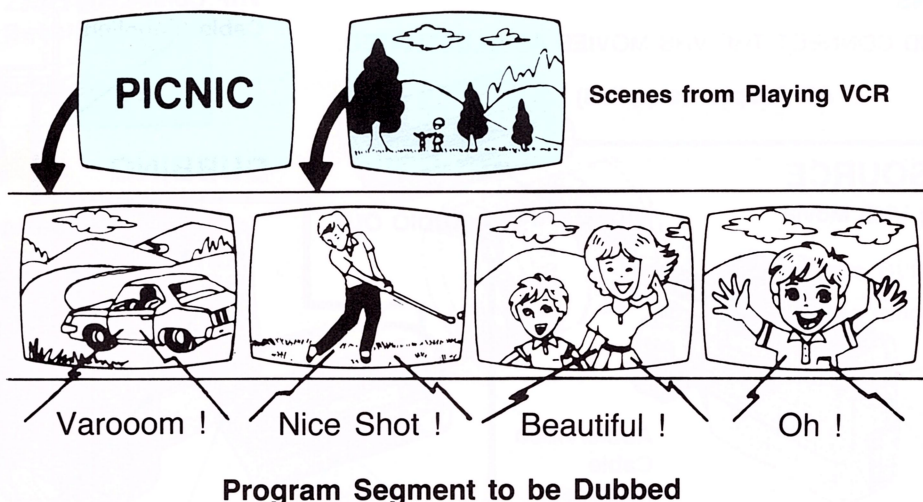 PICNIC
Scenes from Playing VCR
Varooom !
Nice Shot !
Beautiful !
Oh !
Program Segment to be Dubbed